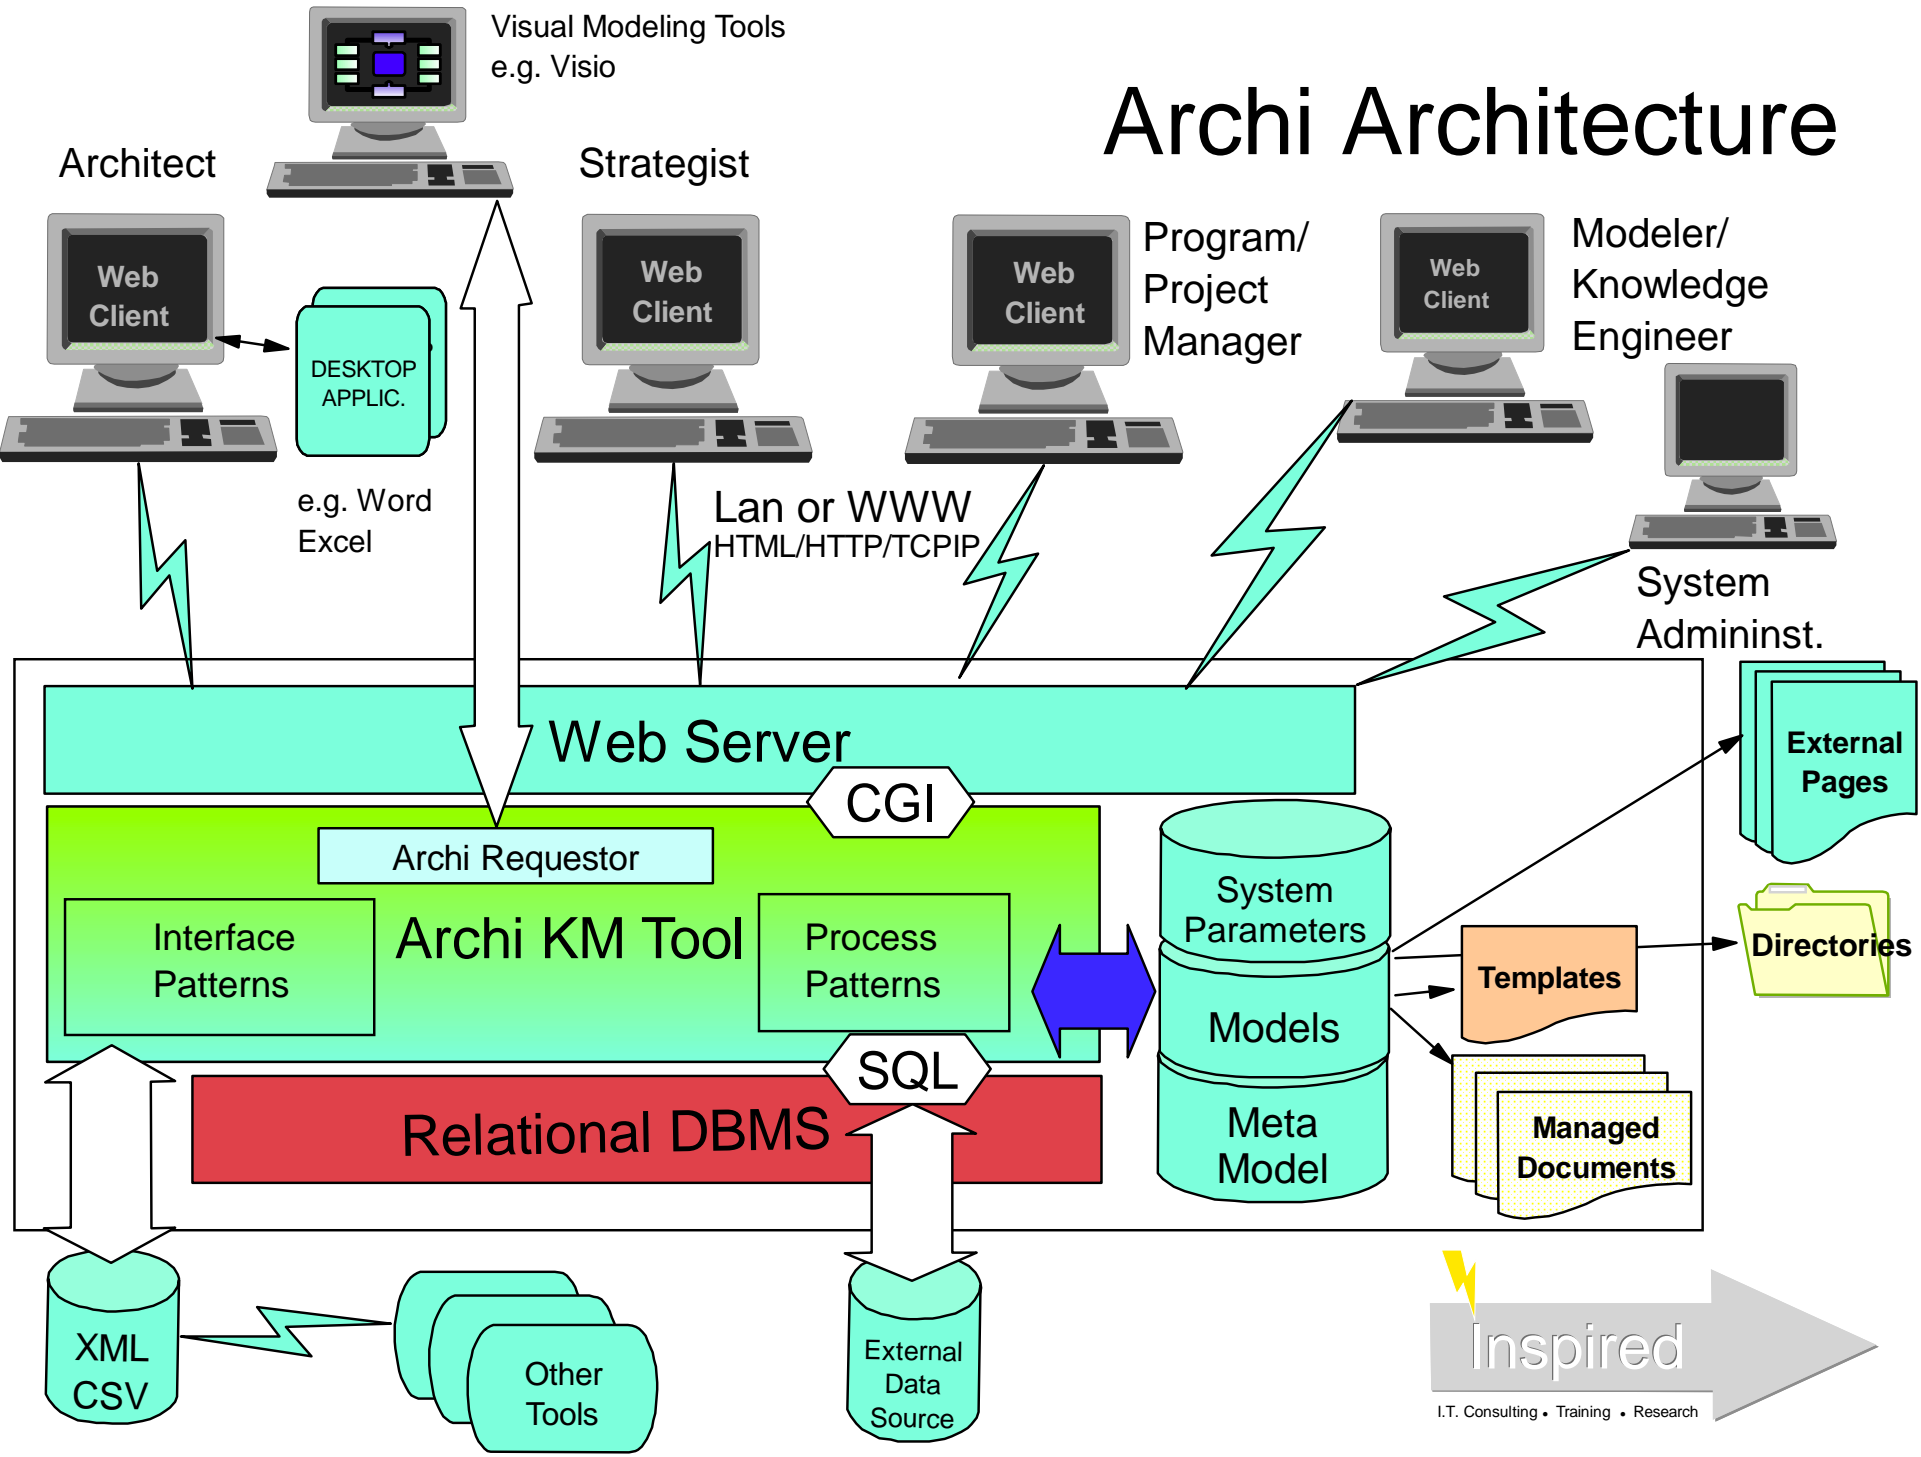 Visual Modeling Tools
e.g. Visio
Archi Architecture
Architect
Strategist
Program/
Project
Manager
Modeler/
Knowledge
Engineer
Web
Client
Web
Client
Web
Client
Web
Client
DESKTOP
APPLIC.
e.g. Word
Excel
Lan or WWW
HTML/HTTP/TCPIP
System
Admininst.
Web Server
CGI
External
Pages
Archi Requestor
Interface
Patterns
Archi KM Tool
Process
Patterns
System
Parameters
Models
Meta
Model
Directories
Templates
Managed
Documents
SQL
Relational DBMS
XML
CSV
Other
Tools
External
Data
Source
Inspired
I.T. Consulting • Training • Research